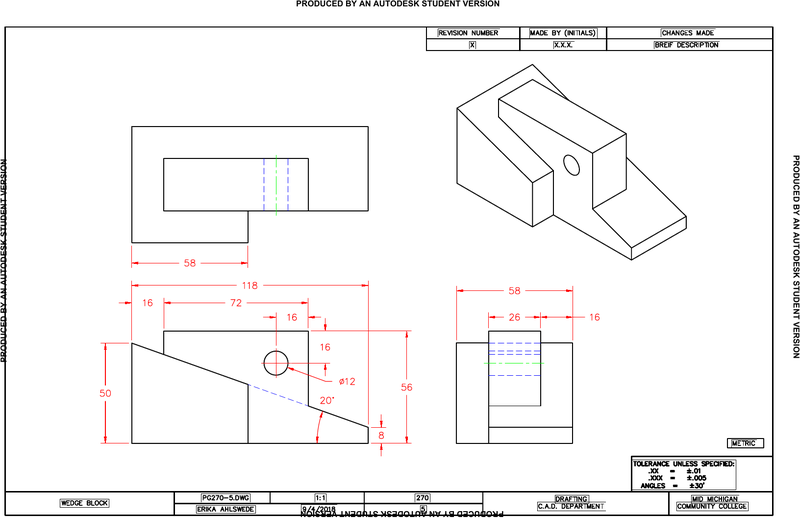 PRODUCED BY AN AUTODESK STUDENT VERSION
REVISION NUMBER MADE BY (INITIALS) CHANGES MADE
X X.X.X. BREIF DESCRIPTION
PRODUCED BY AN AUTODESK STUDENT VERSION
PRODUCED BY AN AUTODESK STUDENT VERSION
58
118
16 72
16
16
50
ø12
20°
56
8
58
26 16
METRIC
TOLERANCE UNLESS SPECIFIED:
.XX = ±.01
.XXX = ±.005
ANGLES = ±30'
WEDGE BLOCK
PG270-5.DWG 1:1 270
ERIKA AHLSWEDE 9/4/2018 5
DRAFTING
C.A.D. DEPARTMENT
MID MICHIGAN
COMMUNITY COLLEGE
PRODUCED BY AN AUTODESK STUDENT VERSION